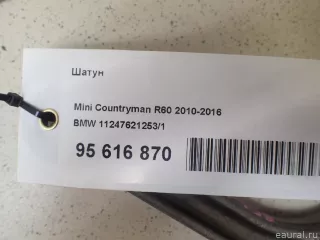 Шатун
Mini Countryman R60 2010-2016
BMW 11247621253/1
95 616 870
eaural.ru